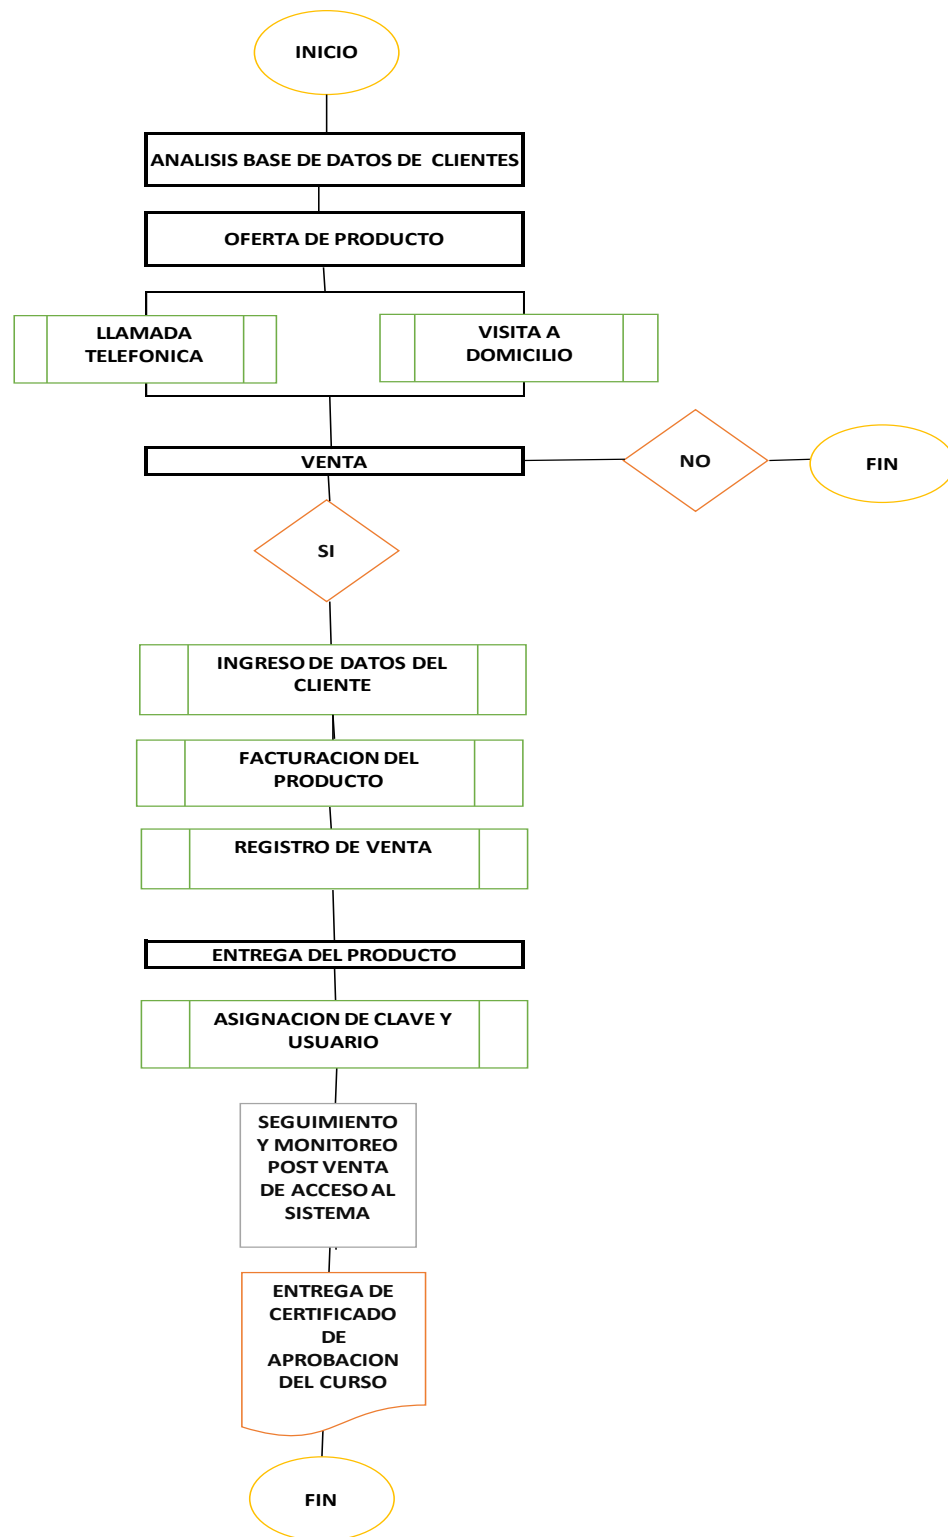 INICIO
ANALISIS BASE DE DATOS DE CLIENTES
OFERTA DE PRODUCTO
LLAMADA
TELEFONICA
VISITA A
DOMICILIO
VENTA
NO
FIN
SI
INGRESO DE DATOS DEL
CLIENTE
FACTURACION DEL
PRODUCTO
REGISTRO DE VENTA
ENTREGA DEL PRODUCTO
ASIGNACION DE CLAVE Y
USUARIO
SEGUIMIENTO
Y MONITOREO
POST VENTA
DE ACCESO AL
SISTEMA
ENTREGA DE
CERTIFICADO
DE
APROBACION
DEL CURSO
FIN